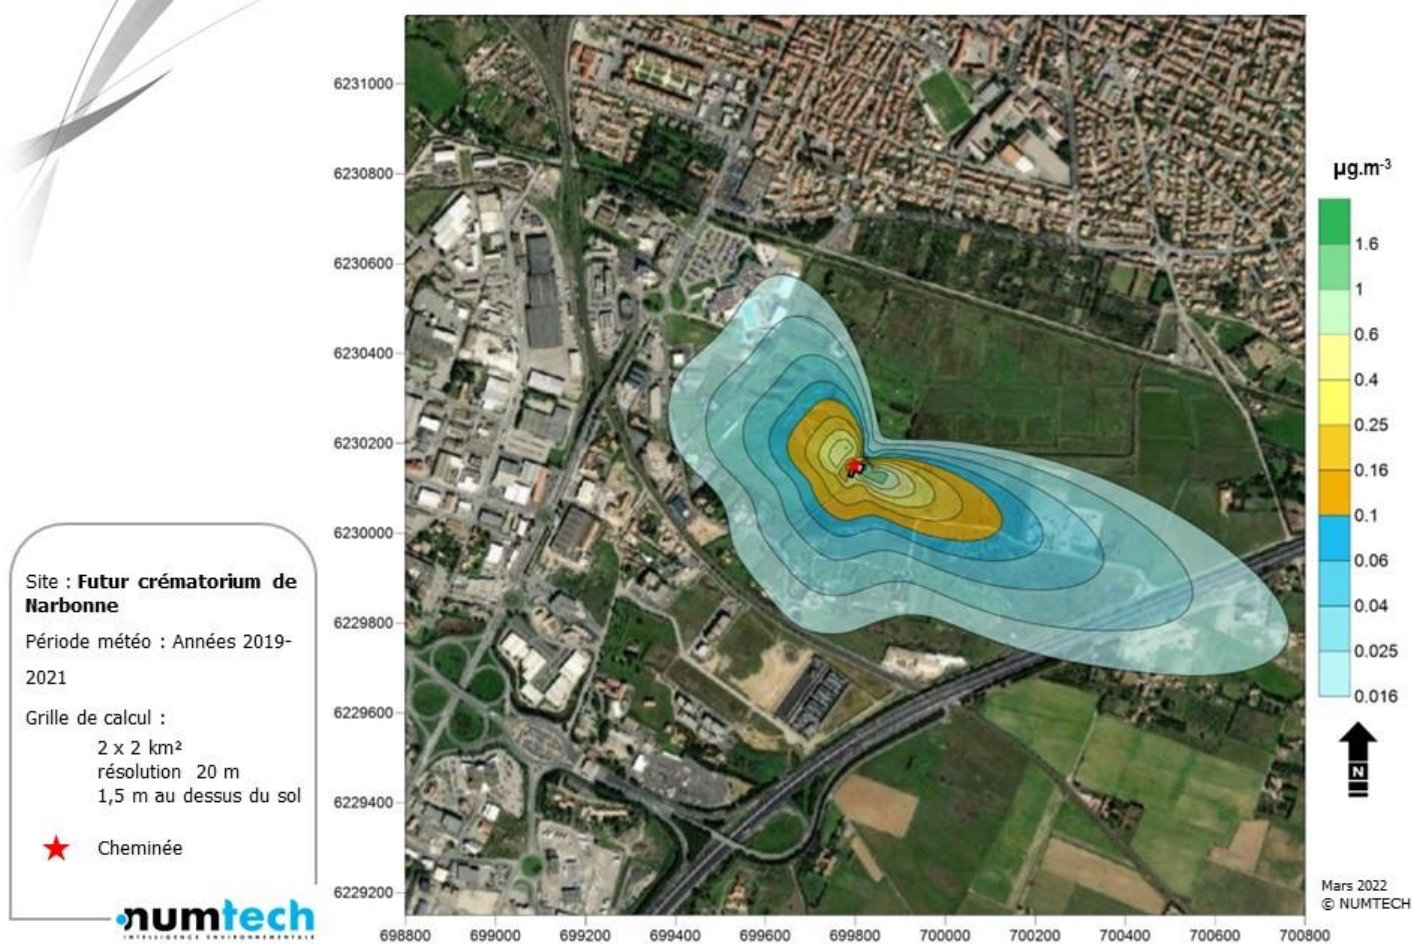 6231000
6230800
6230600
6230400
6230200
6230000
6229800
6229600
6229400
6229200
698800 699000 699200 699400 699600 699800 700000 700200 700400 700600 700800
µg.m⁻³
1.6
1
0.6
0.4
0.25
0.16
0.1
0.06
0.04
0.025
0.016
N
Site : Futur crématorium de
Narbonne
Période météo : Années 2019-
2021
Grille de calcul :
2 x 2 km²
résolution 20 m
1,5 m au dessus du sol
Cheminée
numtech
INTELLIGENCE ENVIRONNEMENTALE
Mars 2022
© NUMTECH